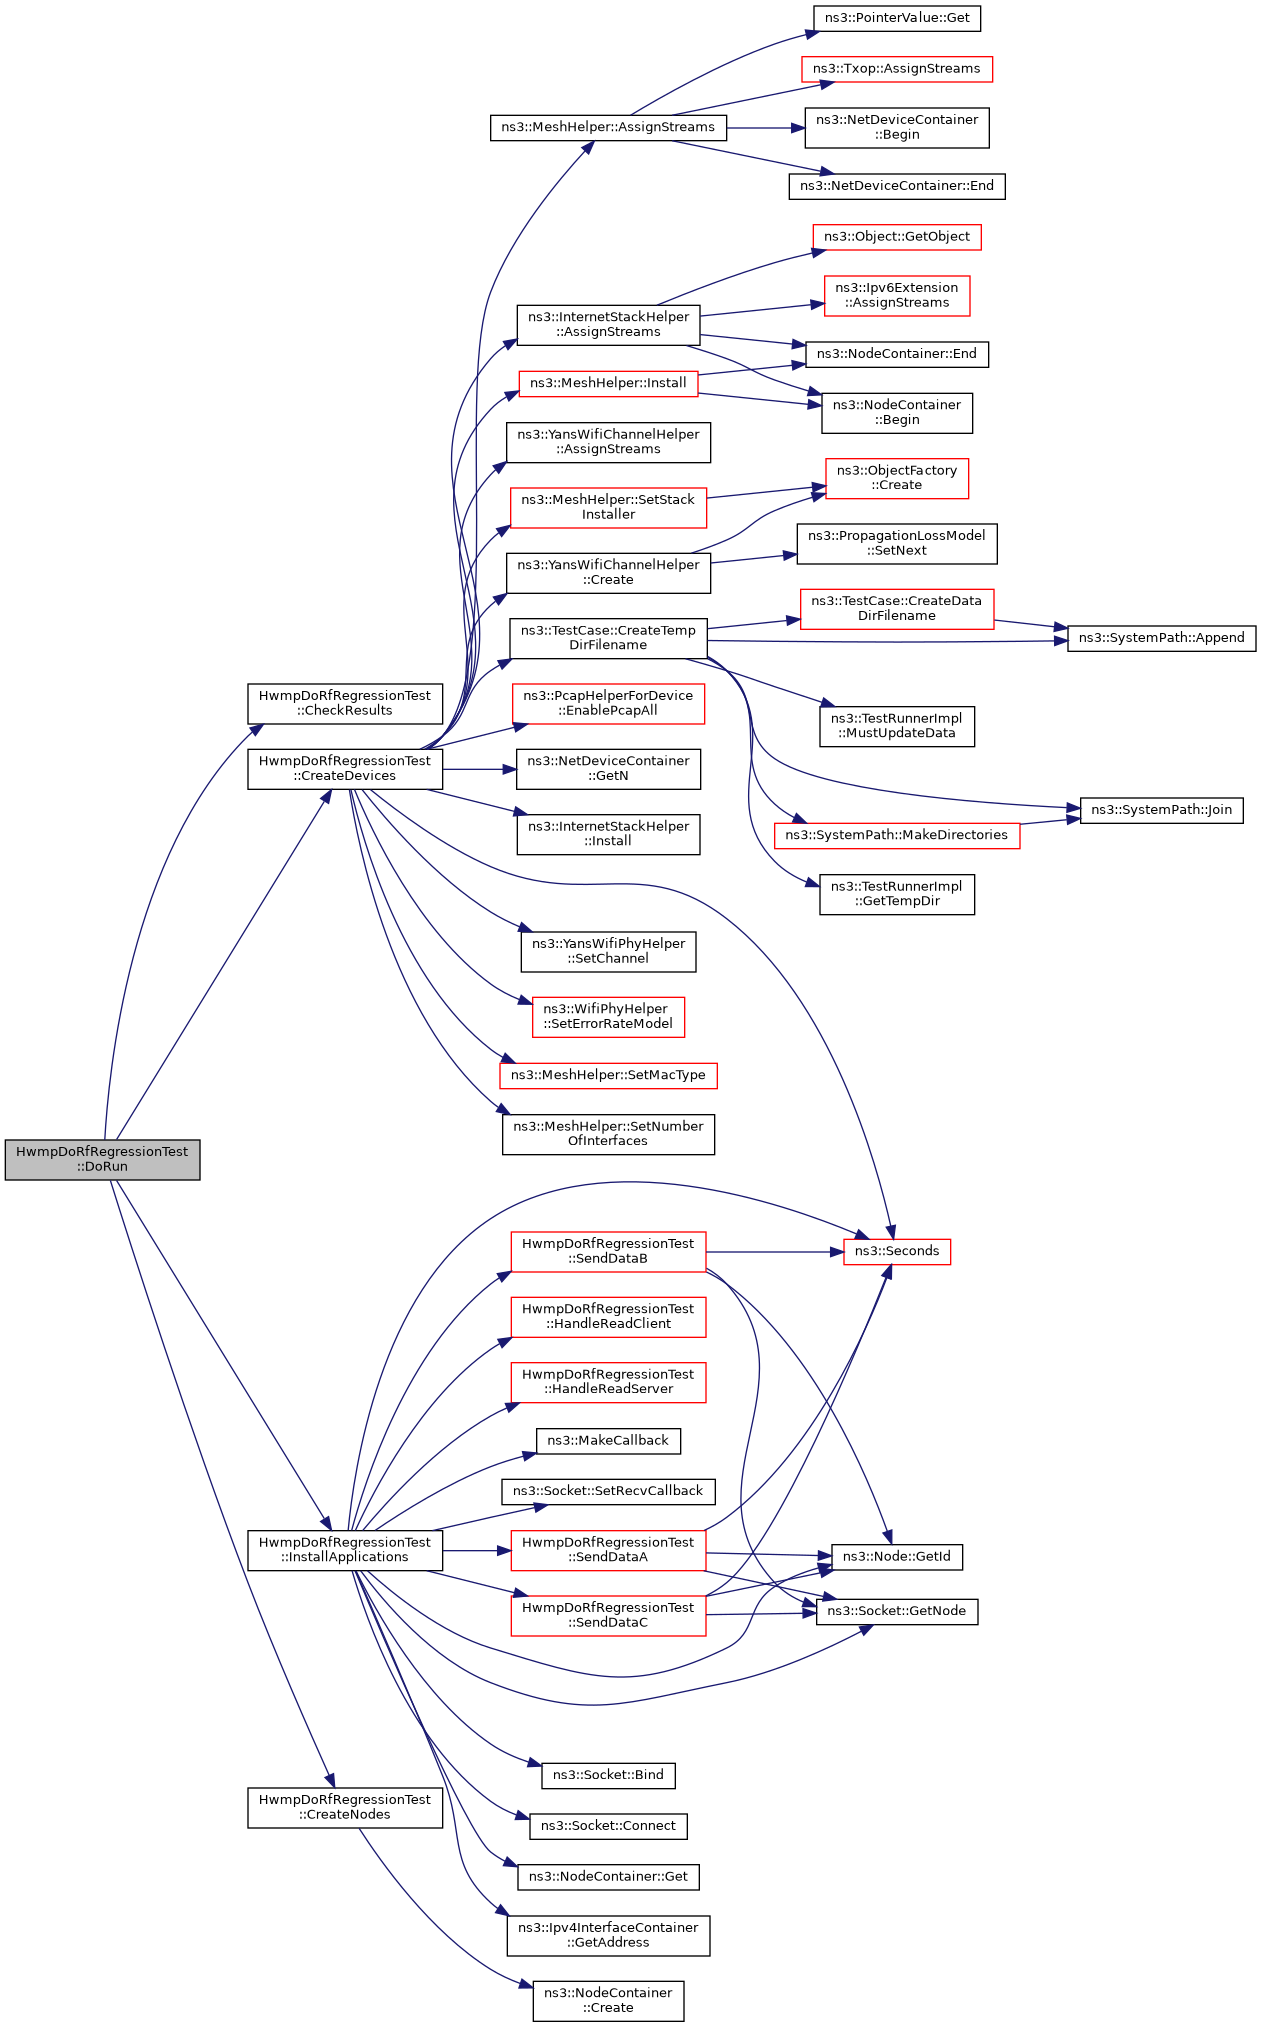 ns3::PointerValue::Get
ns3::Txop::AssignStreams
ns3::MeshHelper::AssignStreams
ns3::NetDeviceContainer
::Begin
ns3::NetDeviceContainer::End
ns3::Object::GetObject
ns3::Ipv6Extension
::AssignStreams
ns3::InternetStackHelper
::AssignStreams
ns3::NodeContainer::End
ns3::MeshHelper::Install
ns3::NodeContainer
::Begin
ns3::YansWifiChannelHelper
::AssignStreams
ns3::ObjectFactory
::Create
ns3::MeshHelper::SetStack
Installer
ns3::PropagationLossModel
::SetNext
ns3::YansWifiChannelHelper
::Create
ns3::TestCase::CreateData
DirFilename
ns3::TestCase::CreateTemp
DirFilename
ns3::SystemPath::Append
HwmpDoRfRegressionTest
::CheckResults
ns3::PcapHelperForDevice
::EnablePcapAll
ns3::TestRunnerImpl
::MustUpdateData
HwmpDoRfRegressionTest
::CreateDevices
ns3::NetDeviceContainer
::GetN
ns3::SystemPath::Join
ns3::InternetStackHelper
::Install
ns3::SystemPath::MakeDirectories
ns3::TestRunnerImpl
::GetTempDir
ns3::YansWifiPhyHelper
::SetChannel
ns3::WifiPhyHelper
::SetErrorRateModel
ns3::MeshHelper::SetMacType
ns3::MeshHelper::SetNumber
OfInterfaces
HwmpDoRfRegressionTest
::DoRun
HwmpDoRfRegressionTest
::SendDataB
ns3::Seconds
HwmpDoRfRegressionTest
::HandleReadClient
HwmpDoRfRegressionTest
::HandleReadServer
ns3::MakeCallback
ns3::Socket::SetRecvCallback
HwmpDoRfRegressionTest
::InstallApplications
HwmpDoRfRegressionTest
::SendDataA
ns3::Node::GetId
HwmpDoRfRegressionTest
::SendDataC
ns3::Socket::GetNode
ns3::Socket::Bind
HwmpDoRfRegressionTest
::CreateNodes
ns3::Socket::Connect
ns3::NodeContainer::Get
ns3::Ipv4InterfaceContainer
::GetAddress
ns3::NodeContainer
::Create